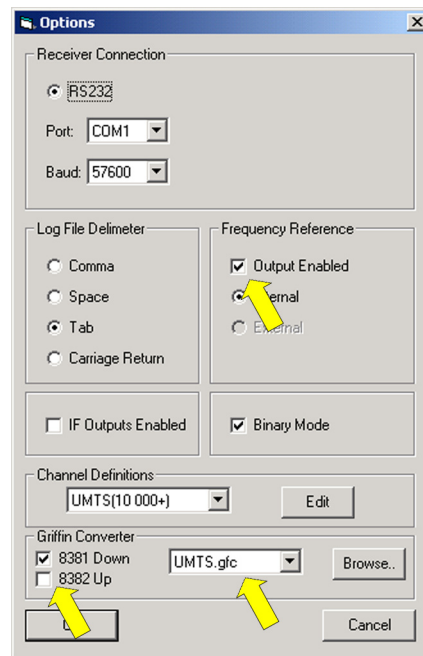 Options
Receiver Connection
RS232
Port: COM1
Baud: 57600
Log File Delimeter
Comma
Space
Tab
Carriage Return
Frequency Reference
Output Enabled
External
IF Outputs Enabled
Binary Mode
Channel Definitions
UMTS(10 000+)
Edit
Griffin Converter
8381 Down
8382 Up
UMTS.gfc
Browse..
Cancel